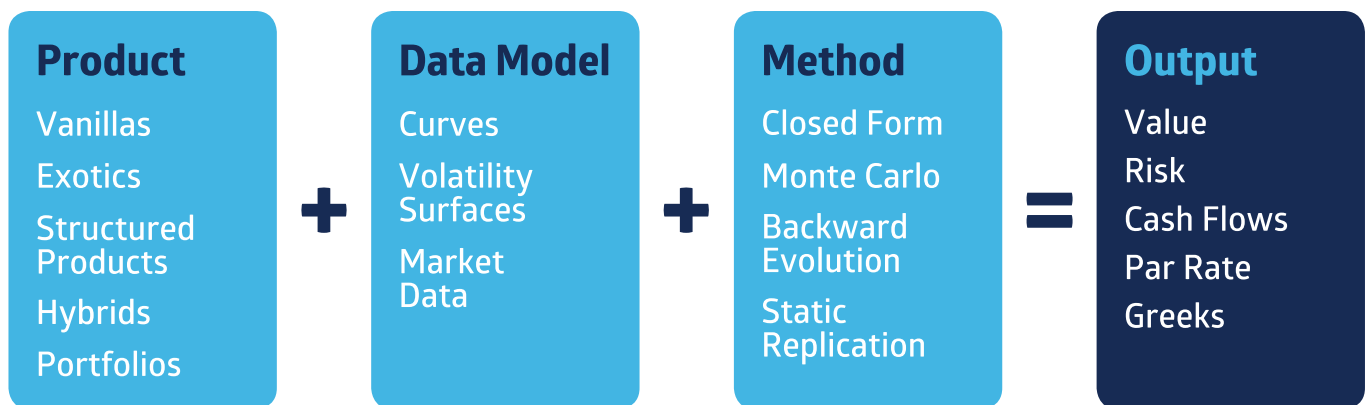 Product
Vanillas
Exotics
Structured
Products
Hybrids
Portfolios
+
Data Model
Curves
Volatility
Surfaces
Market
Data
+
Method
Closed Form
Monte Carlo
Backward
Evolution
Static
Replication
=
Output
Value
Risk
Cash Flows
Par Rate
Greeks